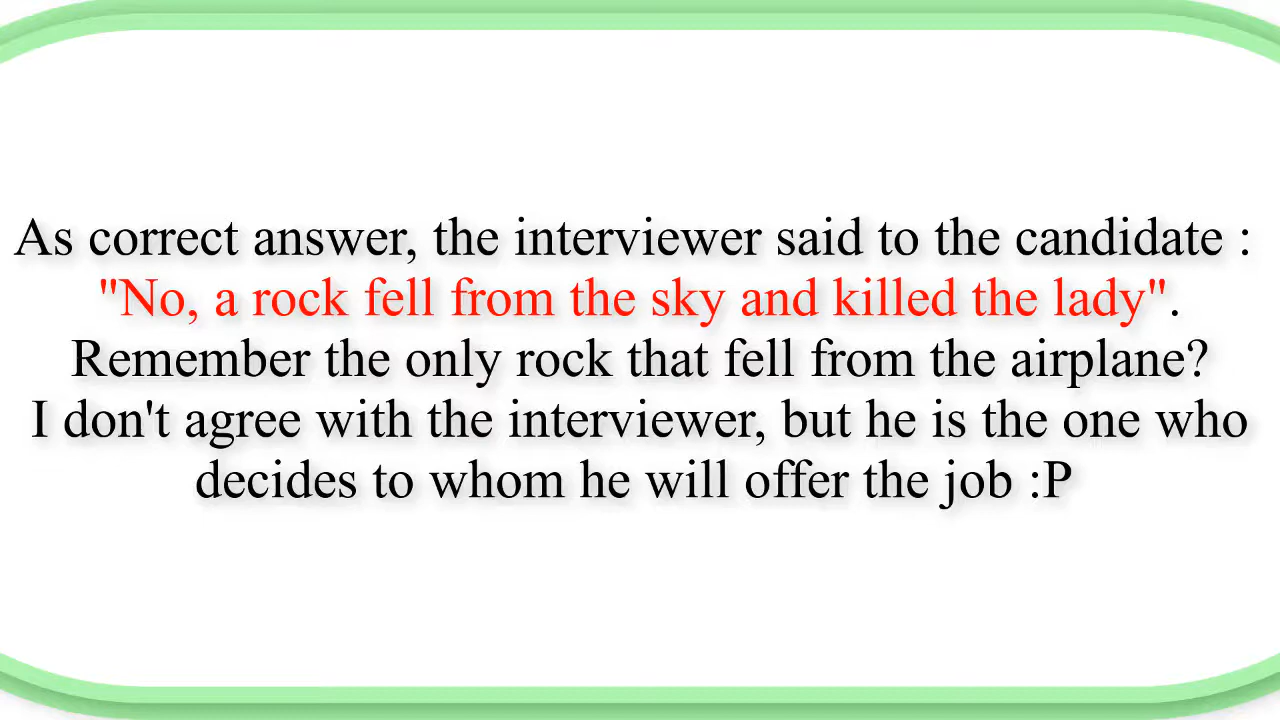 As correct answer, the interviewer said to the candidate :
"No, a rock fell from the sky and killed the lady".
Remember the only rock that fell from the airplane?
I don't agree with the interviewer, but he is the one who
decides to whom he will offer the job :P